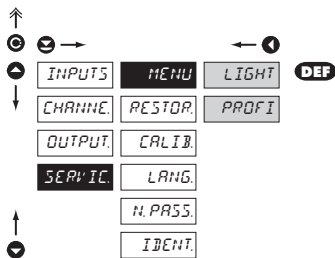 INPUTS MENU LIGHT DEF
CHANNE. RESTOR. PROFI
OUTPUT. CALIB.
SERVIC. LANG.
N. PASS.
IDENT.